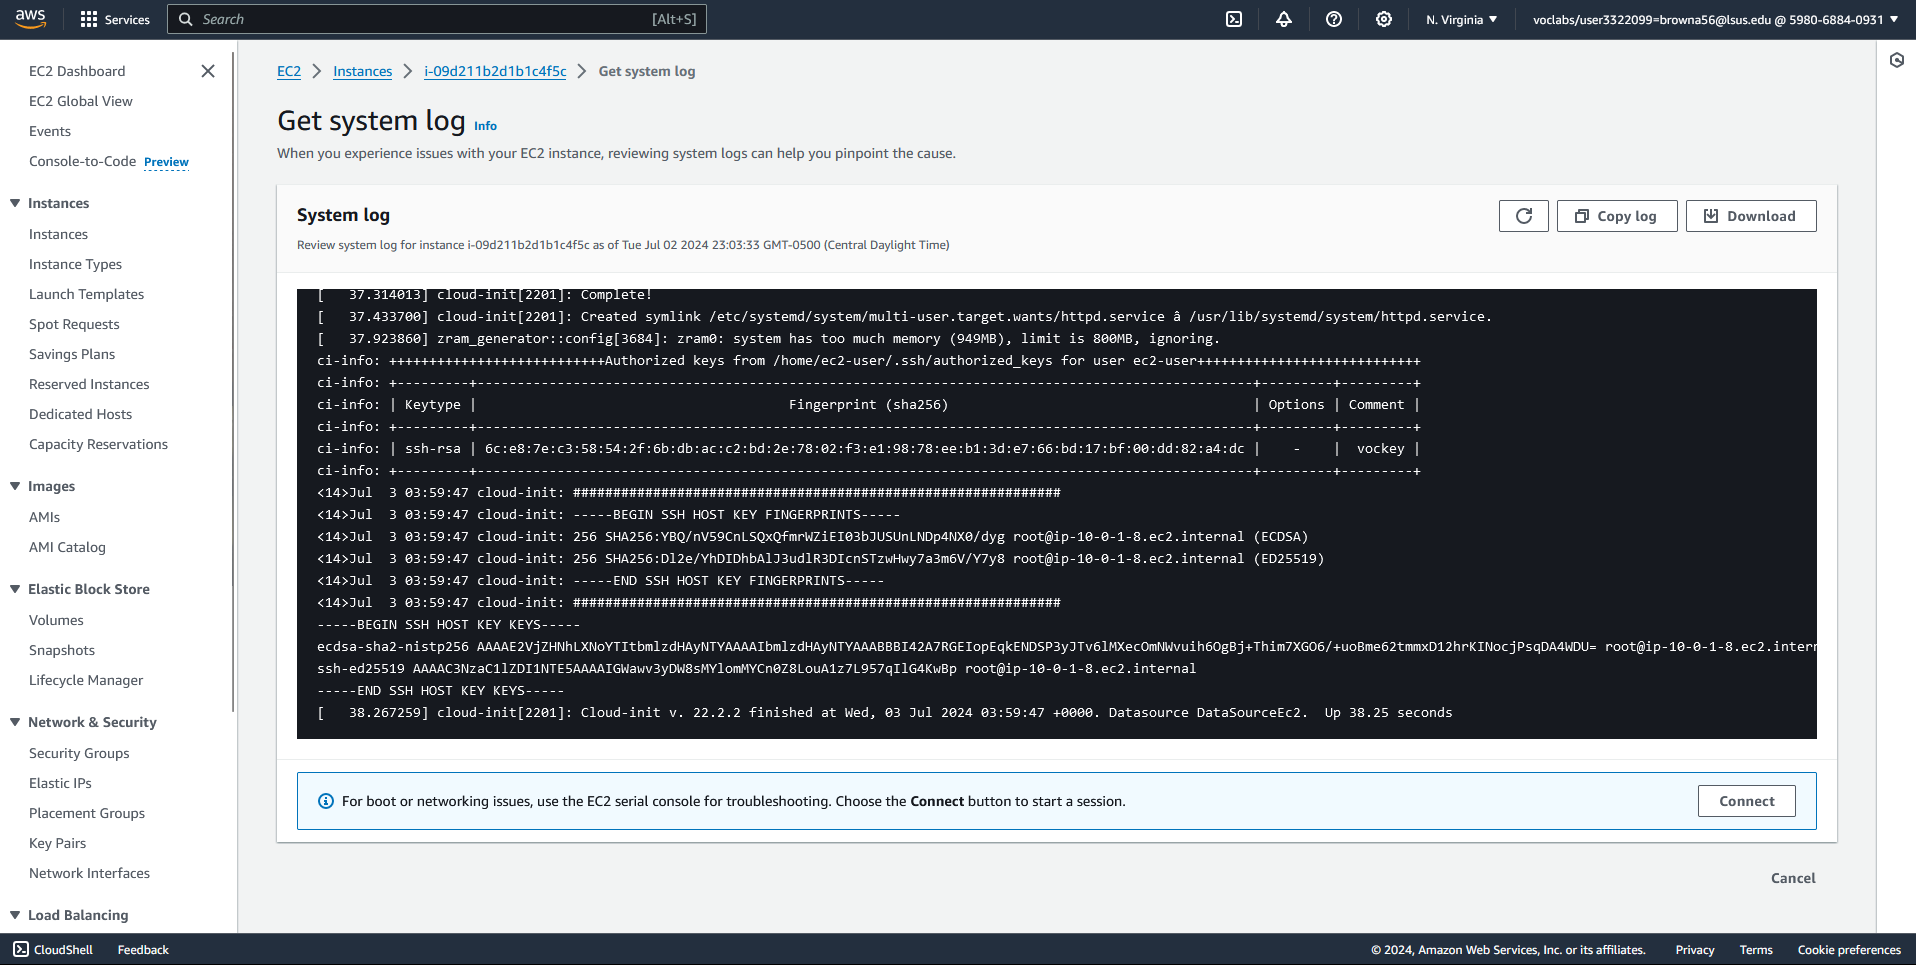 aws
Services
Search
[Alt+S]
N. Virginia
voclabs/user3322099=browna56@lsus.edu @ 5980-6884-0931
EC2 Dashboard
EC2 Global View
Events
Console-to-Code Preview
Instances
Instances
Instance Types
Launch Templates
Spot Requests
Savings Plans
Reserved Instances
Dedicated Hosts
Capacity Reservations
Images
AMIs
AMI Catalog
Elastic Block Store
Volumes
Snapshots
Lifecycle Manager
Network & Security
Security Groups
Elastic IPs
Placement Groups
Key Pairs
Network Interfaces
Load Balancing
EC2 > Instances > i-09d211b2d1b1c4f5c > Get system log
Get system log Info
When you experience issues with your EC2 instance, reviewing system logs can help you pinpoint the cause.
System log
Copy log
Download
Review system log for instance i-09d211b2d1b1c4f5c as of Tue Jul 02 2024 23:03:33 GMT-0500 (Central Daylight Time)
[   37.314013] cloud-init[2201]: Complete!
[   37.433700] cloud-init[2201]: Created symlink /etc/systemd/system/multi-user.target.wants/httpd.service â /usr/lib/systemd/system/httpd.service.
[   37.923860] zram_generator::config[3684]: zram0: system has too much memory (949MB), limit is 800MB, ignoring.
ci-info: +++++++++++++++++++++++++++Authorized keys from /home/ec2-user/.ssh/authorized_keys for user ec2-user++++++++++++++++++++++++++++
ci-info: +---------+-------------------------------------------------------------------------------------------------+---------+---------+
ci-info: | Keytype |                                       Fingerprint (sha256)                                      | Options | Comment |
ci-info: +---------+-------------------------------------------------------------------------------------------------+---------+---------+
ci-info: | ssh-rsa | 6c:e8:7e:c3:58:54:2f:6b:db:ac:c2:bd:2e:78:02:f3:e1:98:78:ee:b1:3d:e7:66:bd:17:bf:00:dd:82:a4:dc |    -    |  vockey |
ci-info: +---------+-------------------------------------------------------------------------------------------------+---------+---------+
<14>Jul  3 03:59:47 cloud-init: #############################################################
<14>Jul  3 03:59:47 cloud-init: -----BEGIN SSH HOST KEY FINGERPRINTS-----
<14>Jul  3 03:59:47 cloud-init: 256 SHA256:YBQ/nV59CnLSQxQfmrWZiEI03bJUSUnLNDp4NX0/dyg root@ip-10-0-1-8.ec2.internal (ECDSA)
<14>Jul  3 03:59:47 cloud-init: 256 SHA256:Dl2e/YhDIDhbAlJ3udlR3DIcnSTzwHwy7a3m6V/Y7y8 root@ip-10-0-1-8.ec2.internal (ED25519)
<14>Jul  3 03:59:47 cloud-init: -----END SSH HOST KEY FINGERPRINTS-----
<14>Jul  3 03:59:47 cloud-init: #############################################################
-----BEGIN SSH HOST KEY KEYS-----
ecdsa-sha2-nistp256 AAAAE2VjZHNhLXNoYTItbmlzdHAyNTYAAAAIbmlzdHAyNTYAAABBBI42A7RGEIopEqkENDSP3yJTv6lMXecOmNWvuih6OgBj+Thim7XGO6/+uoBme62tmmxD12hrKINocjPsqDA4WDU= root@ip-10-0-1-8.ec2.intern
ssh-ed25519 AAAAC3NzaC1lZDI1NTE5AAAAIGWawv3yDW8sMYlomMYCn0Z8LouA1z7L957qIlG4KwBp root@ip-10-0-1-8.ec2.internal
-----END SSH HOST KEY KEYS-----
[   38.267259] cloud-init[2201]: Cloud-init v. 22.2.2 finished at Wed, 03 Jul 2024 03:59:47 +0000. Datasource DataSourceEc2.  Up 38.25 seconds
For boot or networking issues, use the EC2 serial console for troubleshooting. Choose the Connect button to start a session.
Connect
Cancel
CloudShell
Feedback
© 2024, Amazon Web Services, Inc. or its affiliates.
Privacy
Terms
Cookie preferences